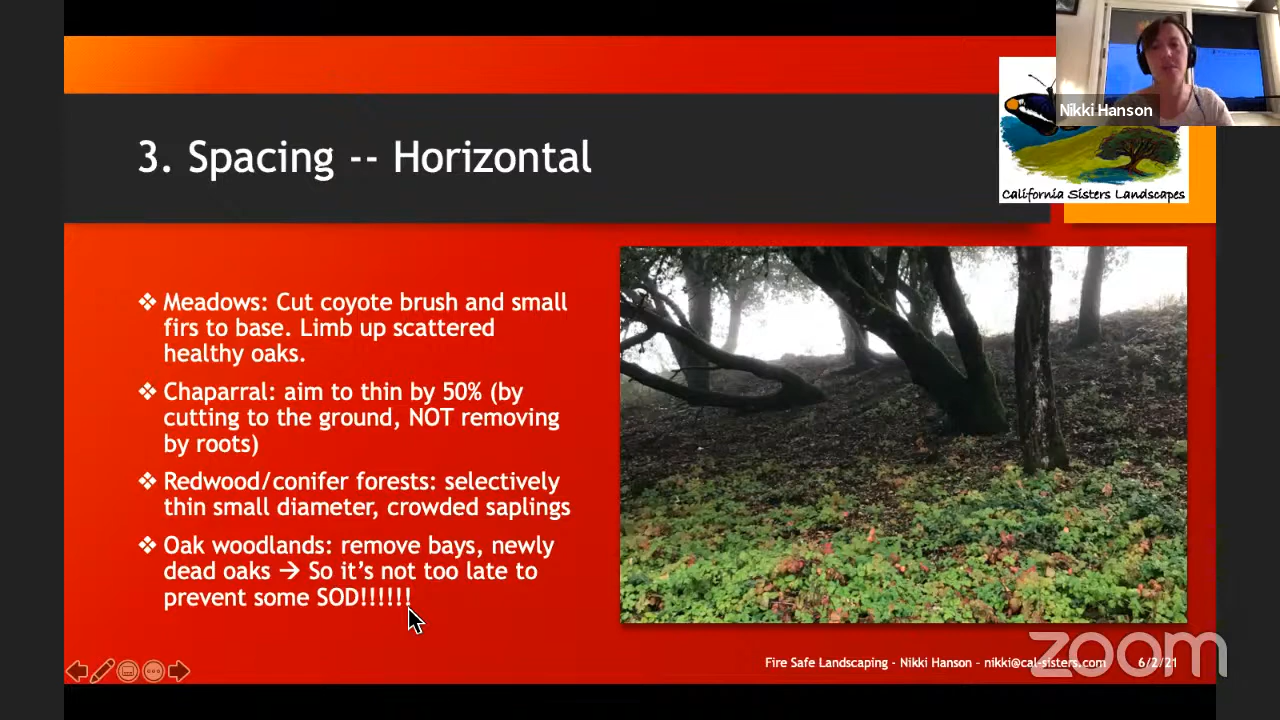 Nikki Hanson
3. Spacing -- Horizontal
California Sisters Landscapes
❖ Meadows: Cut coyote brush and small
firs to base. Limb up scattered
healthy oaks.
❖ Chaparral: aim to thin by 50% (by
cutting to the ground, NOT removing
by roots)
❖ Redwood/conifer forests: selectively
thin small diameter, crowded saplings
❖ Oak woodlands: remove bays, newly
dead oaks → So it's not too late to
prevent some SOD!!!!!!
Fire Safe Landscaping - Nikki Hanson – nikki@cal-sisters.com 6/2/21
zoom